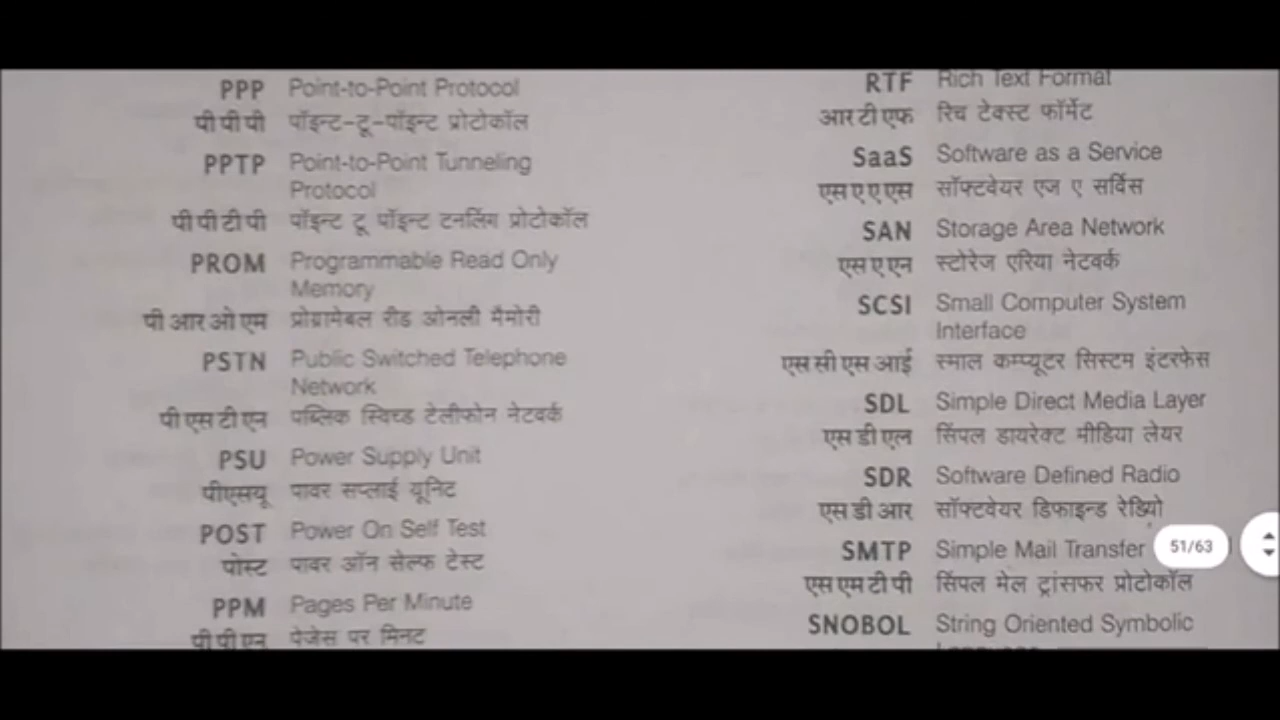 PPP Point-to-Point Protocol
पी पी पी पॉइन्ट-टू-पॉइन्ट प्रोटोकॉल
PPTP Point-to-Point Tunneling
Protocol
पी पी टी पी पॉइन्ट टू पॉइन्ट टनलिंग प्रोटोकॉल
PROM Programmable Read Only
Memory
पी आर ओ एम प्रोग्रामेबल रीड ओनली मैमोरी
PSTN Public Switched Telephone
Network
पी एस टी एन पब्लिक स्विच्ड टेलीफोन नेटवर्क
PSU Power Supply Unit
पीएसयू पावर सप्लाई यूनिट
POST Power On Self Test
पोस्ट पावर ऑन सेल्फ टेस्ट
PPM Pages Per Minute
पी पी एन पेजेस पर मिनट
RTF Rich Text Format
आर टी एफ रिच टेक्स्ट फॉर्मेट
SaaS Software as a Service
एस ए ए एस सॉफ्टवेयर एज ए सर्विस
SAN Storage Area Network
एस ए एन स्टोरेज एरिया नेटवर्क
SCSI Small Computer System
Interface
एस सी एस आई स्माल कम्प्यूटर सिस्टम इंटरफेस
SDL Simple Direct Media Layer
एस डी एल सिंपल डायरेक्ट मीडिया लेयर
SDR Software Defined Radio
एस डी आर सॉफ्टवेयर डिफाइन्ड रेडियो
SMTP Simple Mail Transfer
एस एम टी पी सिंपल मेल ट्रांसफर प्रोटोकॉल
SNOBOL String Oriented Symbolic
51/63